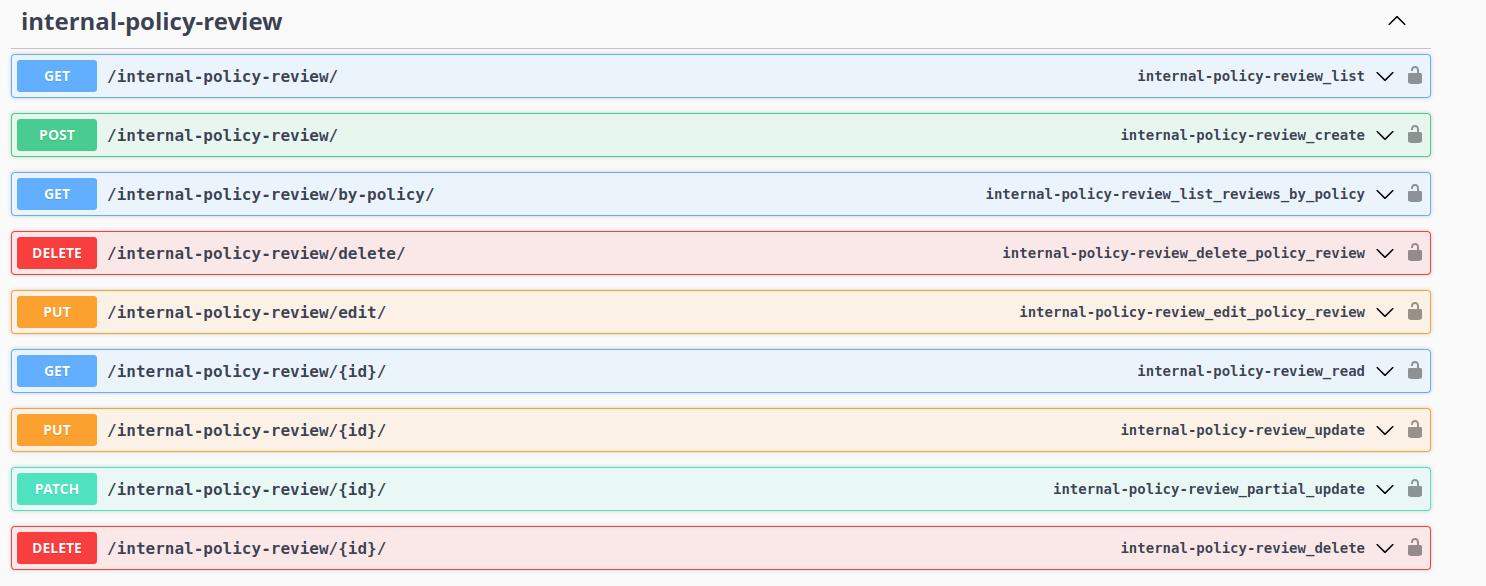 internal-policy-review
GET /internal-policy-review/ internal-policy-review_list
POST /internal-policy-review/ internal-policy-review_create
GET /internal-policy-review/by-policy/ internal-policy-review_list_reviews_by_policy
DELETE /internal-policy-review/delete/ internal-policy-review_delete_policy_review
PUT /internal-policy-review/edit/ internal-policy-review_edit_policy_review
GET /internal-policy-review/{id}/ internal-policy-review_read
PUT /internal-policy-review/{id}/ internal-policy-review_update
PATCH /internal-policy-review/{id}/ internal-policy-review_partial_update
DELETE /internal-policy-review/{id}/ internal-policy-review_delete